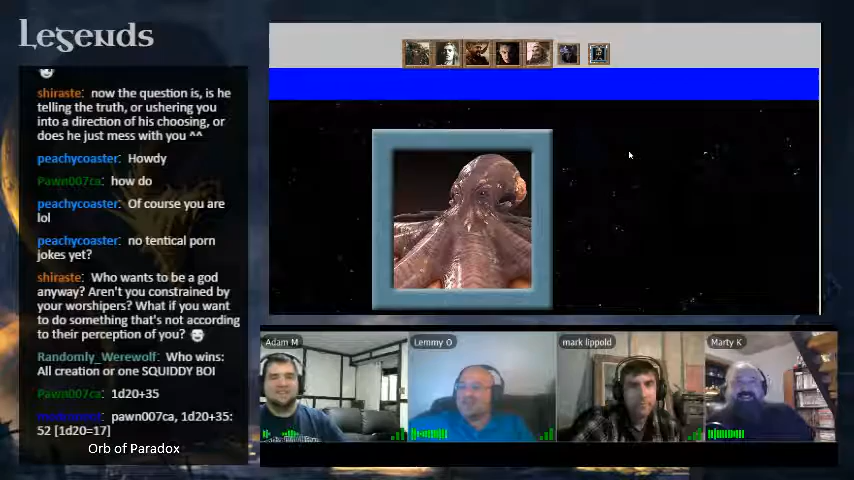 Legends
shiraste: now the question is, is he
telling the truth, or ushering you
into a direction of his choosing, or
does he just mess with you ^^
peachycoaster: Howdy
Pawn007ca: how do
peachycoaster: Of course you are
lol
peachycoaster: no tentical porn
jokes yet?
shiraste: Who wants to be a god
anyway? Aren't you constrained by
your worshipers? What if you want
to do something that's not according
to their perception of you?
Randomly_Werewolf: Who wins:
All creation or one SQUIDDY BOI
Pawn007ca: 1d20+35
pawn007ca, 1d20+35:
52 [1d20=17]
Orb of Paradox
Adam M
Lemmy O
mark lippold
Marty K